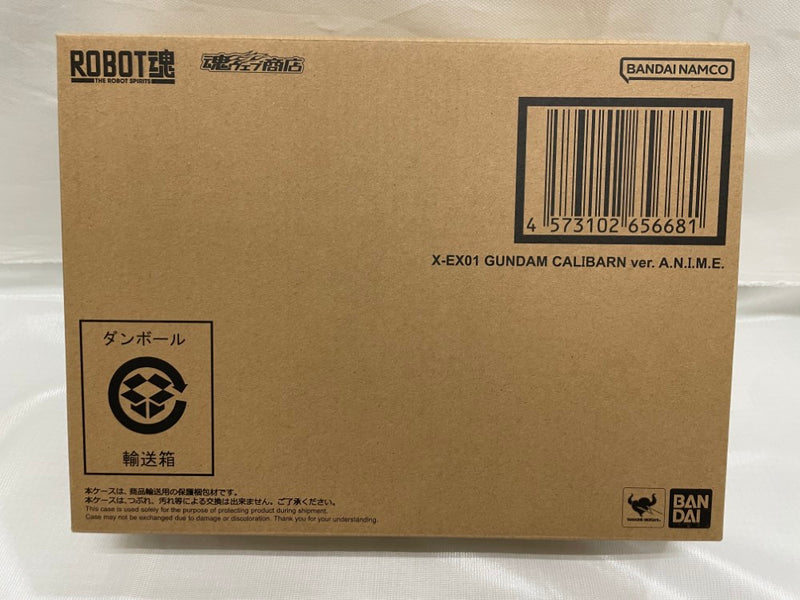 ROBOT魂
THE ROBOT SPIRITS
魂ウェブ商店
BANDAI NAMCO
4 573102 656681
X-EX01 GUNDAM CALIBARN ver. A.N.I.M.E.
ダンボール
輸送箱
本ケースは、商品輸送用の保護梱包材です。
本ケースは、つぶれ、汚れ等による交換は出来ません。ご了承ください。
This case is used solely for the purpose of protecting product during shipment.
Case may not be exchanged due to damage or discoloration. Thank you for your understanding.
TAMASHII NATIONS
BAN
DAI